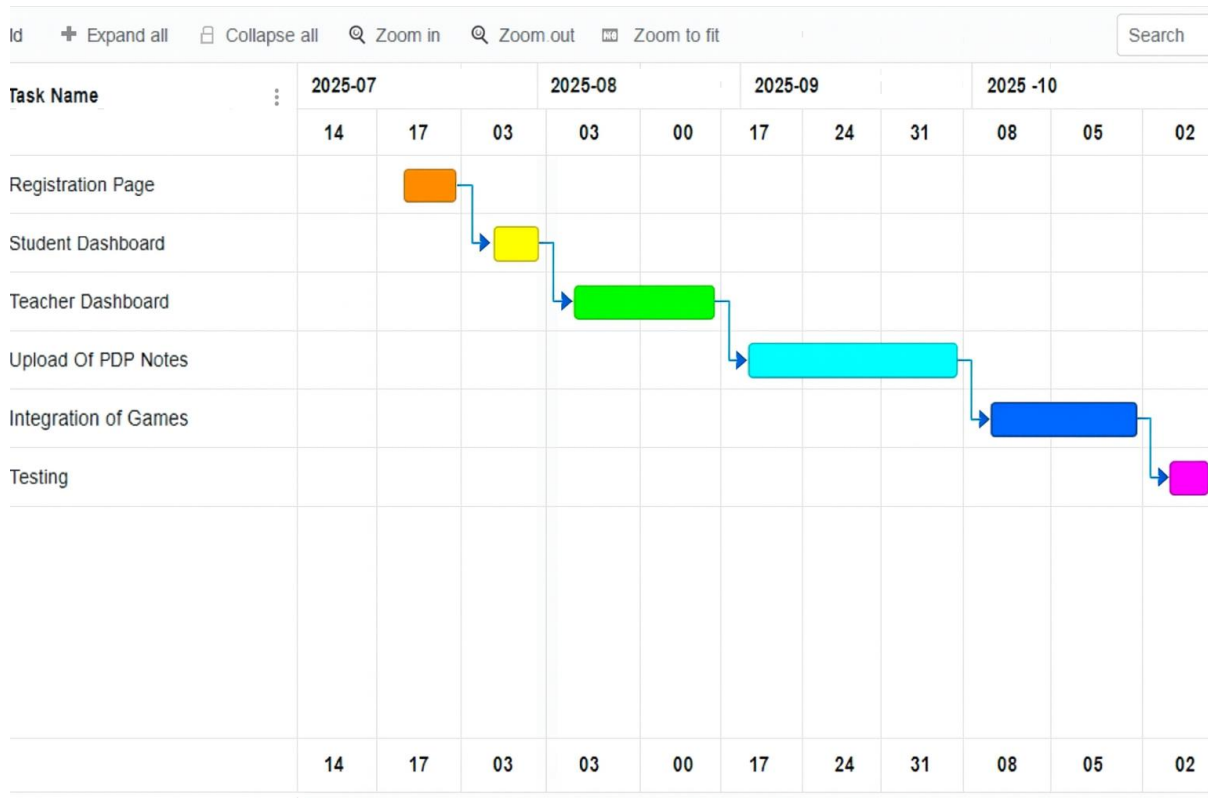 ld Expand all Collapse all Zoom in Zoom out Zoom to fit Search
Task Name 2025-07 2025-08 2025-09 2025 -10
14 17 03 03 00 17 24 31 08 05 02
Registration Page
Student Dashboard
Teacher Dashboard
Upload Of PDP Notes
Integration of Games
Testing
14 17 03 03 00 17 24 31 08 05 02